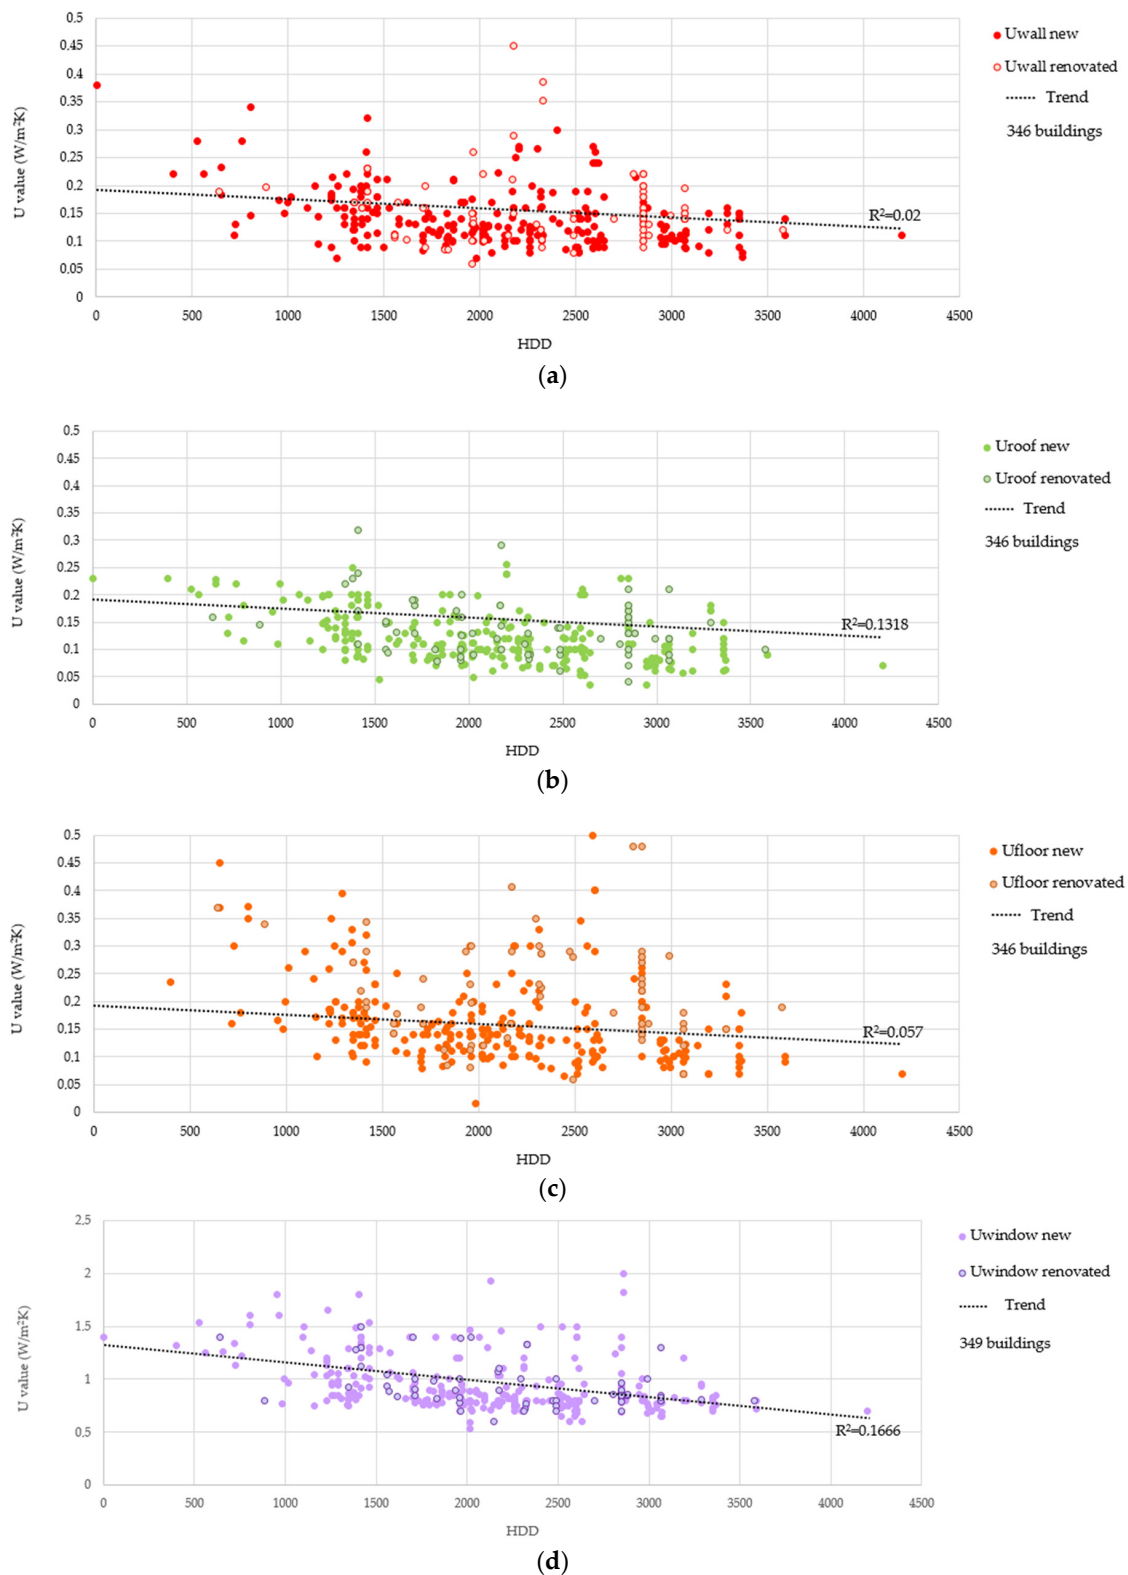 0.5
0.45
0.4
0.35
0.3
0.25
0.2
0.15
0.1
0.05
0
U value (W/m²K)
0 500 1000 1500 2000 2500 3000 3500 4000 4500
HDD
R²=0.02
Uwall new
Uwall renovated
Trend
346 buildings
(a)
0.5
0.45
0.4
0.35
0.3
0.25
0.2
0.15
0.1
0.05
0
U value (W/m²K)
0 500 1000 1500 2000 2500 3000 3500 4000 4500
HDD
R²=0.1318
Uroof new
Uroof renovated
Trend
346 buildings
(b)
0.5
0.45
0.4
0.35
0.3
0.25
0.2
0.15
0.1
0.05
0
U value (W/m²K)
0 500 1000 1500 2000 2500 3000 3500 4000 4500
HDD
R²=0.057
Ufloor new
Ufloor renovated
Trend
346 buildings
(c)
2.5
2
1.5
1
0.5
0
U value (W/m²K)
0 500 1000 1500 2000 2500 3000 3500 4000 4500
HDD
R²=0.1666
Uwindow new
Uwindow renovated
Trend
349 buildings
(d)